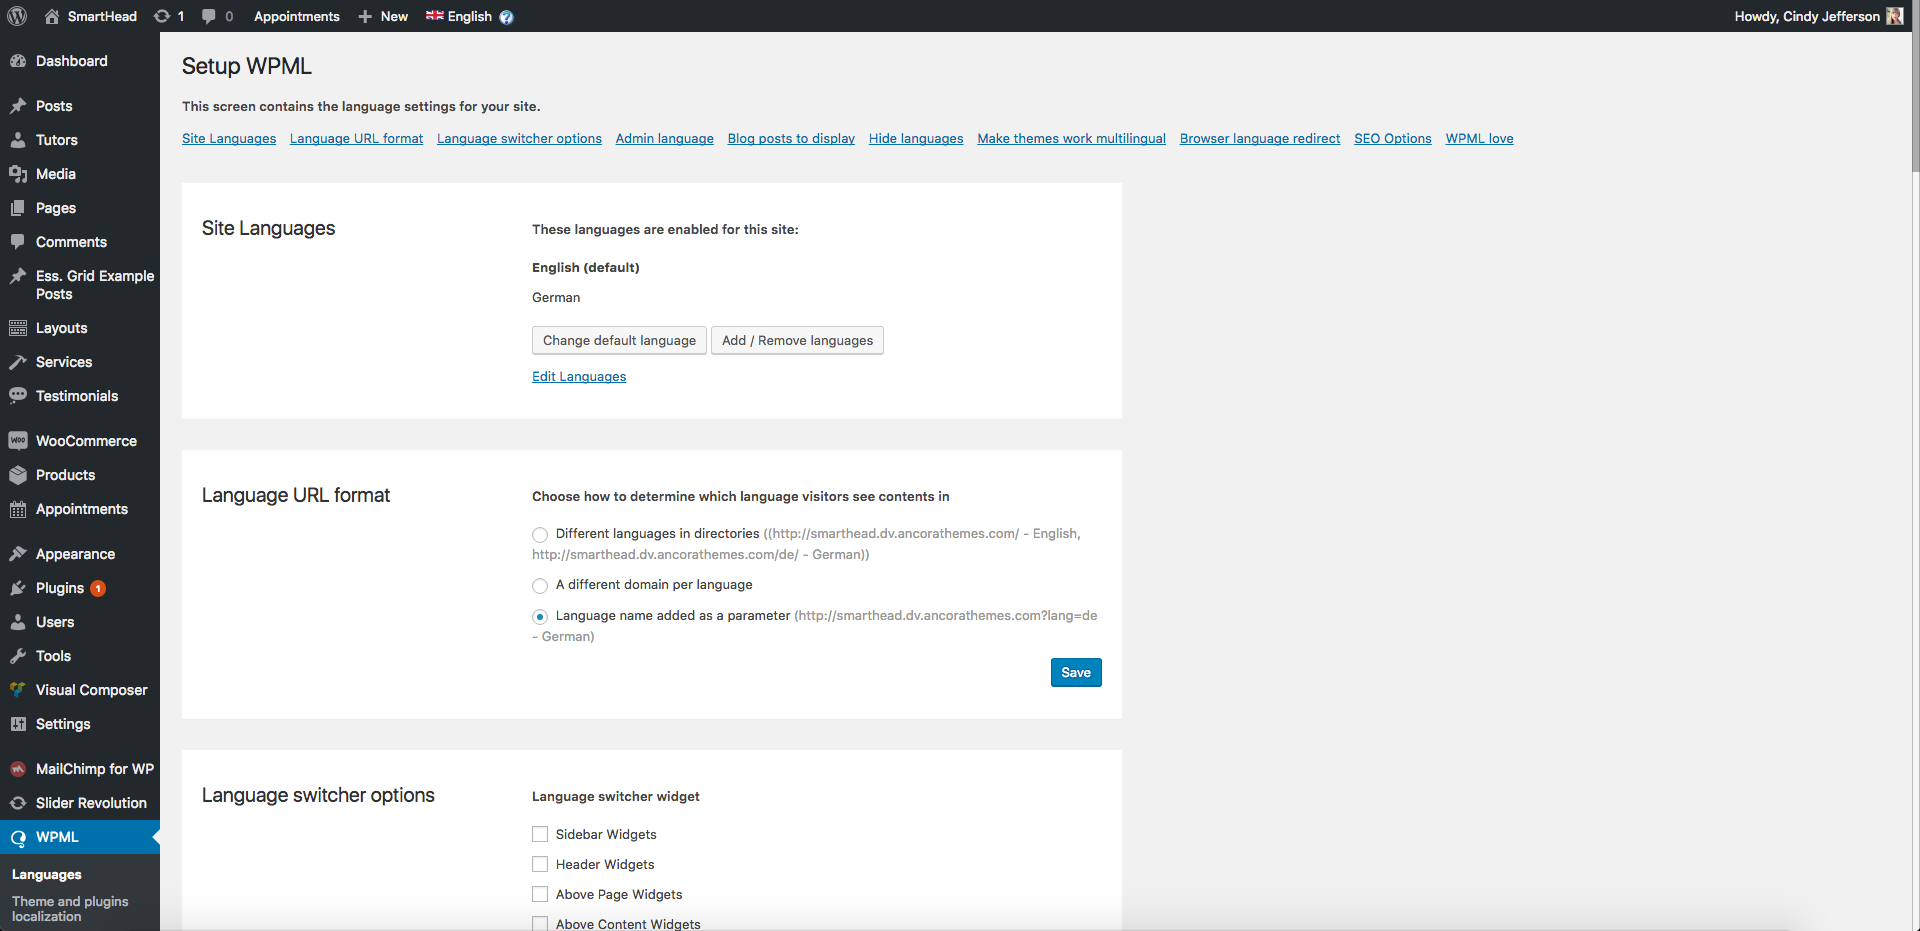 SmartHead 1 0 Appointments New English Howdy, Cindy Jefferson
Dashboard
Posts
Tutors
Media
Pages
Comments
Ess. Grid Example
Posts
Layouts
Services
Testimonials
WOO WooCommerce
Products
Appointments
Appearance
Plugins 1
Users
Tools
Visual Composer
Settings
MailChimp for WP
Slider Revolution
WPML
Languages
Theme and plugins
localization
Setup WPML
This screen contains the language settings for your site.
Site Languages Language URL format Language switcher options Admin language Blog posts to display Hide languages Make themes work multilingual Browser language redirect SEO Options WPML love
Site Languages
These languages are enabled for this site:
English (default)
German
Change default language Add / Remove languages
Edit Languages
Language URL format
Choose how to determine which language visitors see contents in
Different languages in directories ((http://smarthead.dv.ancorathemes.com/ - English,
http://smarthead.dv.ancorathemes.com/de/ - German))
A different domain per language
Language name added as a parameter (http://smarthead.dv.ancorathemes.com?lang=de
- German)
Save
Language switcher options
Language switcher widget
Sidebar Widgets
Header Widgets
Above Page Widgets
Above Content Widgets